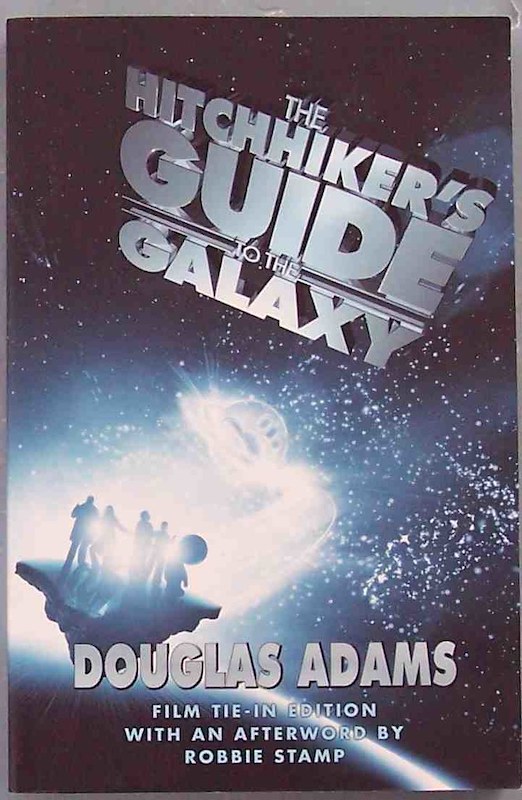 THE
HITCHHIKER'S
GUIDE
TO THE
GALAXY
DOUGLAS ADAMS
FILM TIE-IN EDITION
WITH AN AFTERWORD BY
ROBBIE STAMP